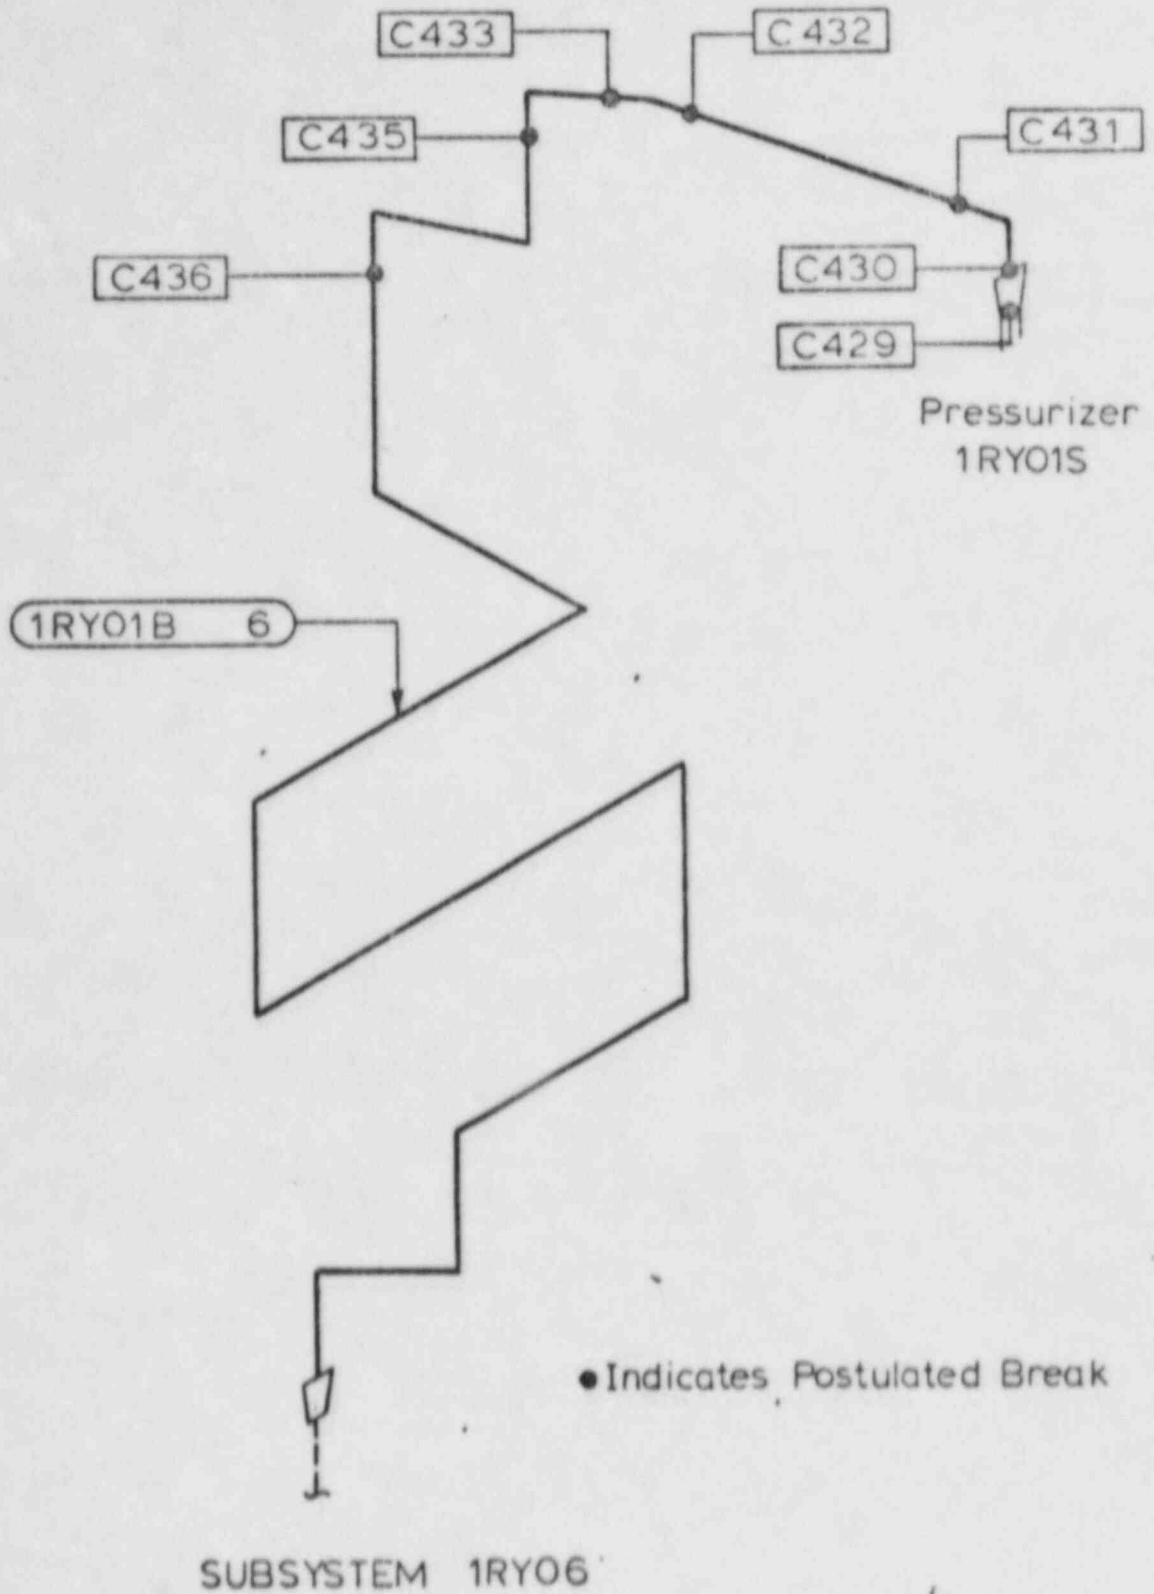 C433
C432
C435
C431
C436
C430
C429
Pressurizer
1RY01S
1RY01B 6
Indicates Postulated Break
SUBSYSTEM 1RY06